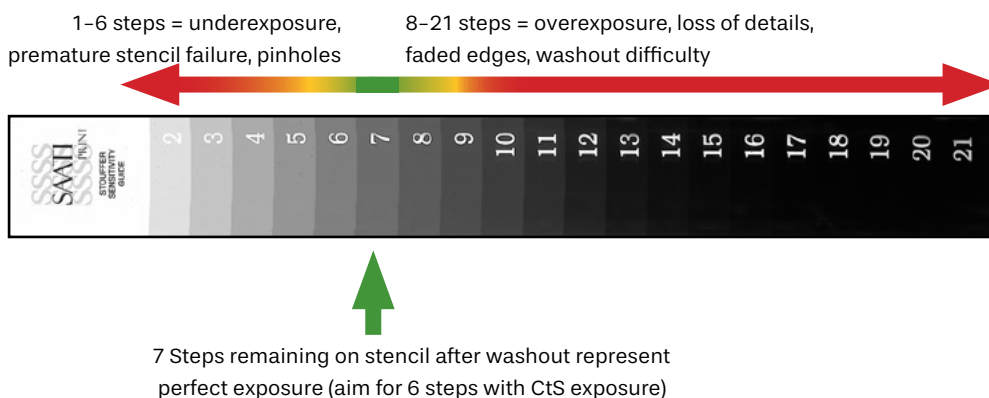 1–6 steps = underexposure,
premature stencil failure, pinholes
8–21 steps = overexposure, loss of details,
faded edges, washout difficulty
SSSS
SAATI
PRINT
SSSS
STOUFFER
SENSITIVITY
GUIDE
2 3 4 5 6 7 8 9 10 11 12 13 14 15 16 17 18 19 20 21
7 Steps remaining on stencil after washout represent
perfect exposure (aim for 6 steps with CtS exposure)